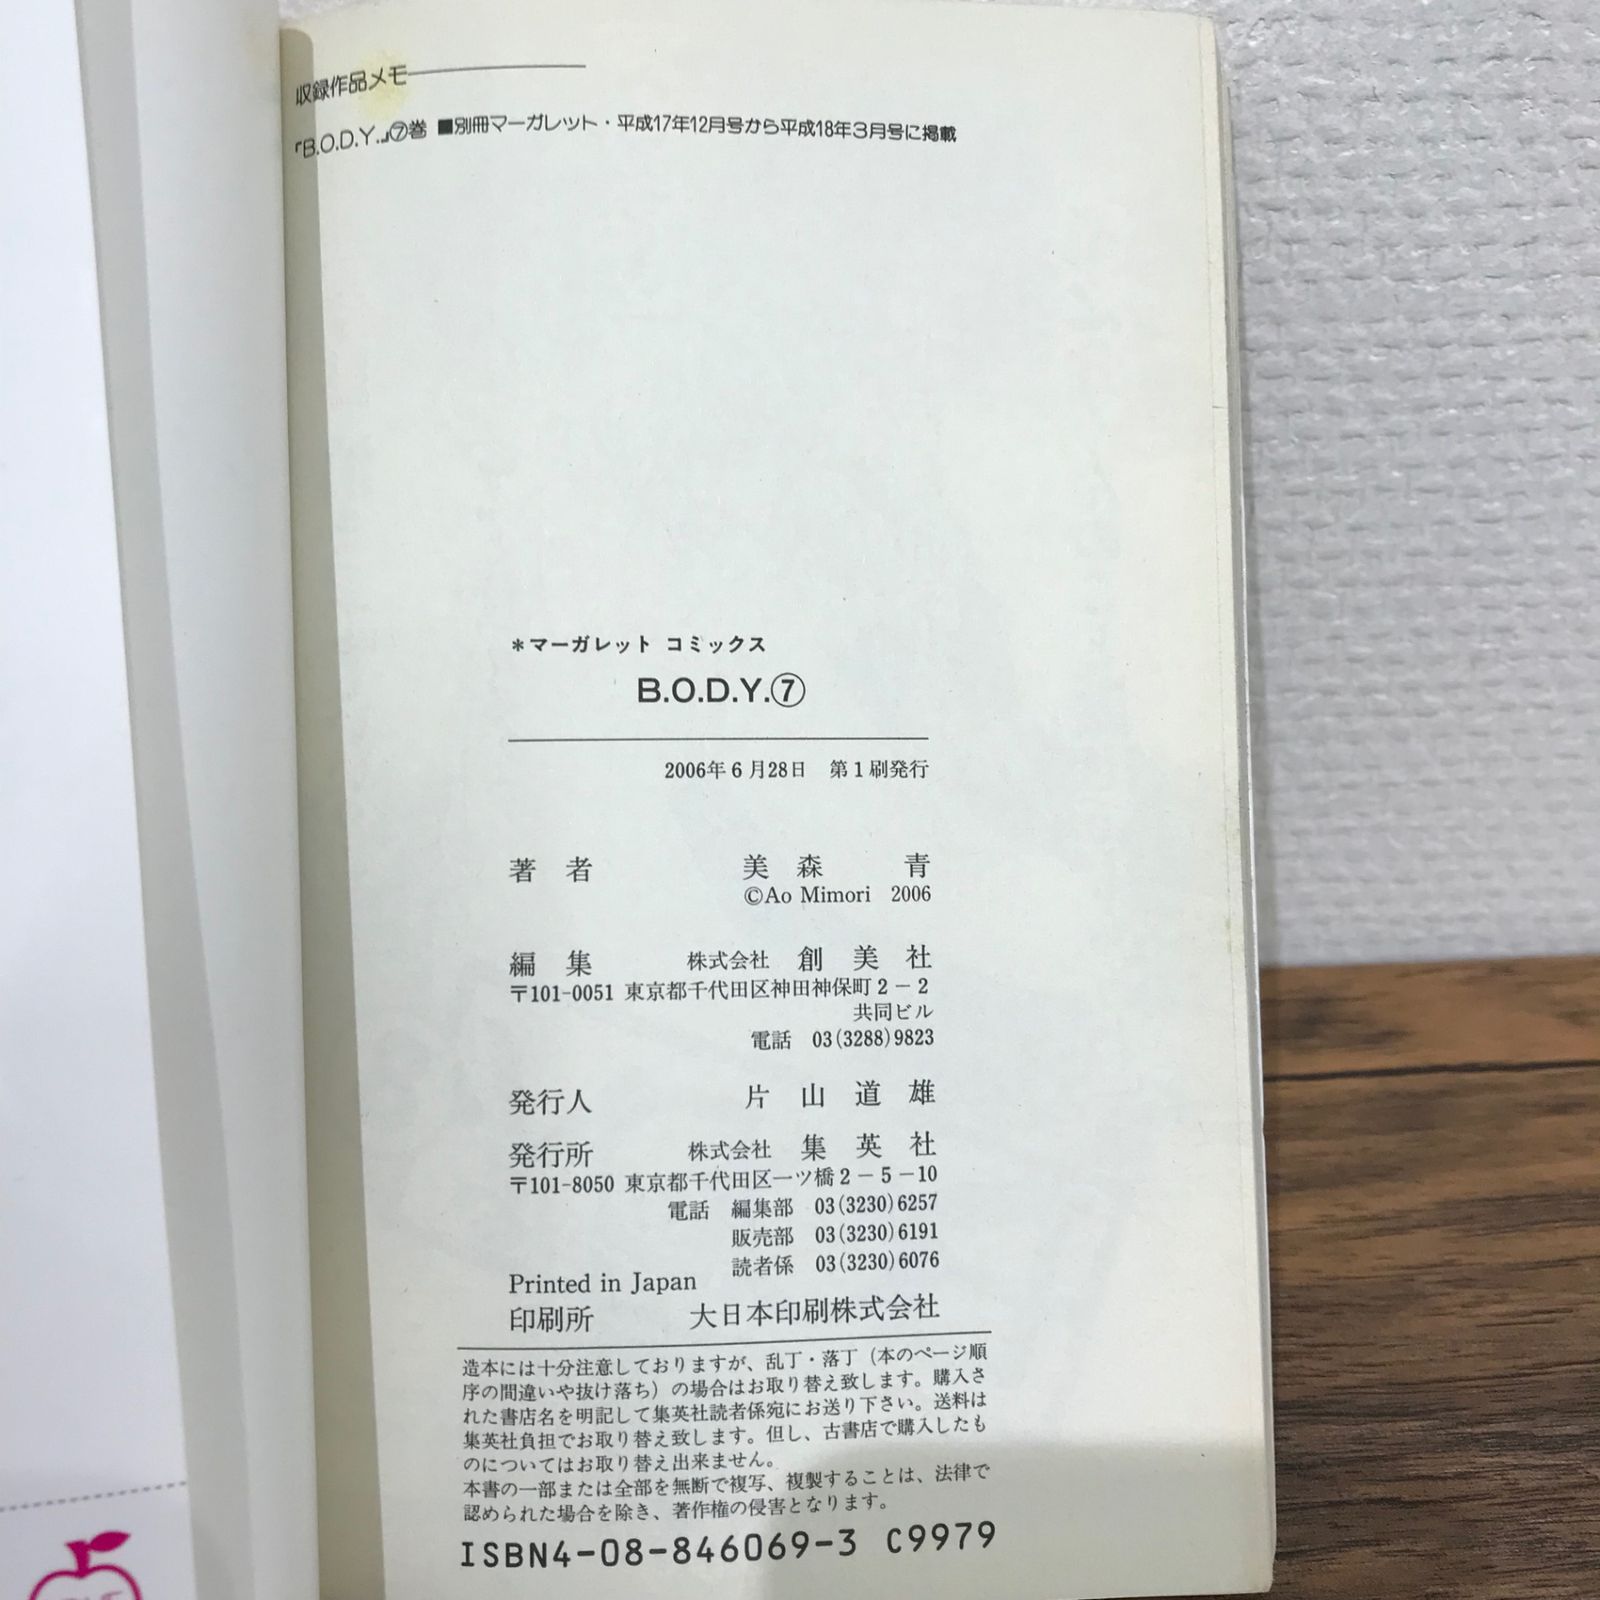 収録作品メモ
『B.O.D.Y.』⑦巻 ■別冊マーガレット・平成17年12月号から平成18年3月号に掲載
＊マーガレット コミックス
B.O.D.Y.⑦
2006年6月28日 第1刷発行
著者 美森 青
©Ao Mimori 2006
編集 株式会社 創美社
〒101-0051 東京都千代田区神田神保町2－2
共同ビル
電話 03(3288)9823
発行人 片山道雄
発行所 株式会社 集英社
〒101-8050 東京都千代田区一ツ橋2－5－10
電話 編集部 03(3230)6257
販売部 03(3230)6191
読者係 03(3230)6076
Printed in Japan
印刷所 大日本印刷株式会社
造本には十分注意しておりますが、乱丁・落丁（本のページ順
序の間違いや抜け落ち）の場合はお取り替え致します。購入さ
れた書店名を明記して集英社読者係宛にお送り下さい。送料は
集英社負担でお取り替え致します。但し、古書店で購入したも
のについてはお取り替え出来ません。
本書の一部または全部を無断で複写、複製することは、法律で
認められた場合を除き、著作権の侵害となります。
ISBN4-08-846069-3 C9979